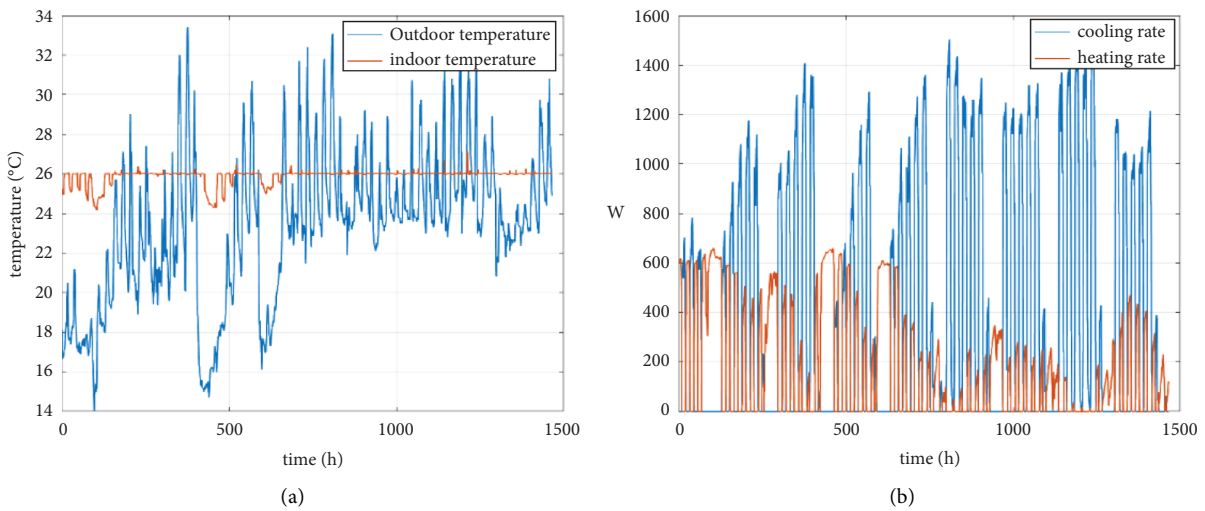 34
32
30
28
26
24
22
20
18
16
14
temperature (°C)
0 500 1000 1500
time (h)
Outdoor temperature
indoor temperature
(a)
1600
1400
1200
1000
800
600
400
200
0
W
0 500 1000 1500
time (h)
cooling rate
heating rate
(b)